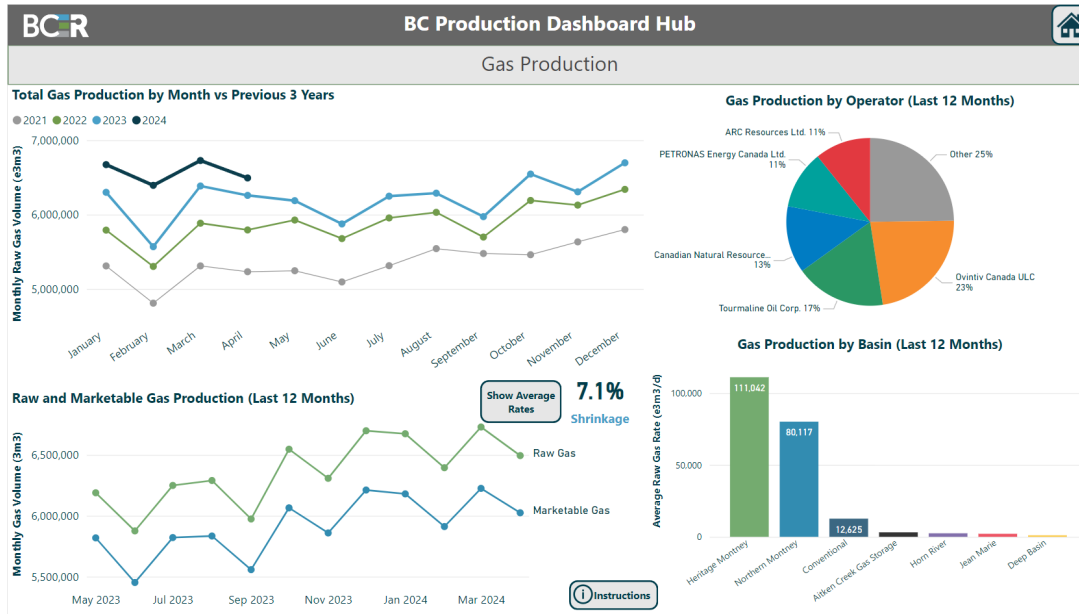 BCER
BC Production Dashboard Hub
Gas Production
Total Gas Production by Month vs Previous 3 Years
2021 2022 2023 2024
Monthly Raw Gas Volume (e3m3)
7,000,000
6,000,000
5,000,000
January
February
March
April
May
June
July
August
September
October
November
December
Gas Production by Operator (Last 12 Months)
ARC Resources Ltd. 11%
PETRONAS Energy Canada Ltd.
11%
Canadian Natural Resource...
13%
Tourmaline Oil Corp. 17%
Other 25%
Ovintiv Canada ULC
23%
Raw and Marketable Gas Production (Last 12 Months)
Show Average
Rates
7.1%
Shrinkage
Monthly Gas Volume (3m3)
6,500,000
6,000,000
5,500,000
Raw Gas
Marketable Gas
May 2023
Jul 2023
Sep 2023
Nov 2023
Jan 2024
Mar 2024
Instructions
Gas Production by Basin (Last 12 Months)
Average Raw Gas Rate (e3m3/d)
100,000
50,000
0
111,042
80,117
12,625
Heritage Montney
Northern Montney
Conventional
Aitken Creek Gas Storage
Horn River
Jean Marie
Deep Basin